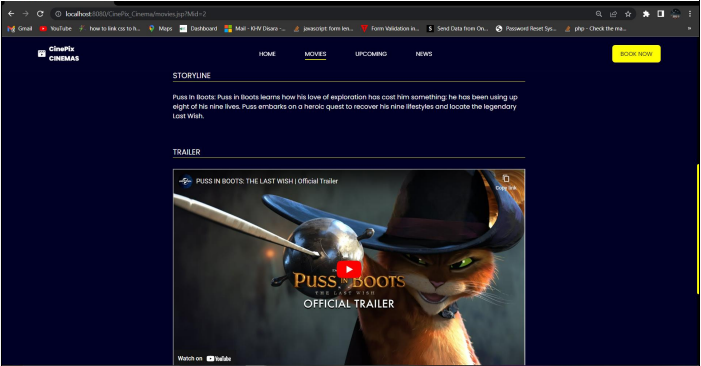 localhost:8080/CinePix_Cinema/movies.jsp?Mid=2
Gmail YouTube how to link css to h... Maps Dashboard Mail - KHV Disara -... javascript: form len... Form Validation in... S Send Data from On... Password Reset Sys... php - Check the ma... »
CinePix
CINEMAS
HOME MOVIES UPCOMING NEWS
BOOK NOW
STORYLINE
Puss In Boots: Puss in Boots learns how his love of exploration has cost him something: he has been using up
eight of his nine lives. Puss embarks on a heroic quest to recover his nine lifestyles and locate the legendary
Last Wish.
TRAILER
PUSS IN BOOTS: THE LAST WISH | Official Trailer
Copy link
PUSS IN BOOTS
THE LAST WISH
OFFICIAL TRAILER
Watch on YouTube